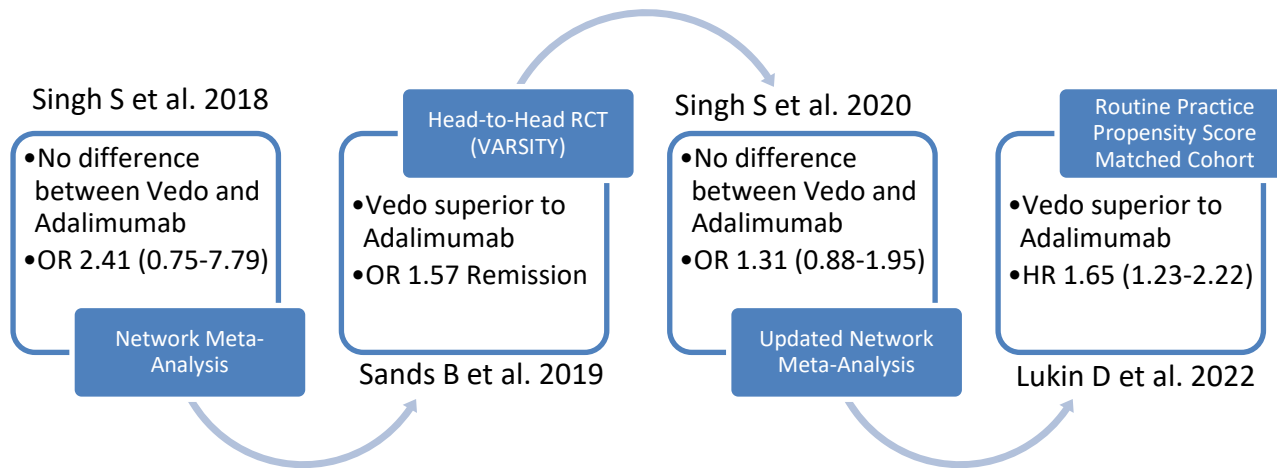 Singh S et al. 2018
•No difference
between Vedo and
Adalimumab
•OR 2.41 (0.75-7.79)
Network Meta-
Analysis
Head-to-Head RCT
(VARSITY)
•Vedo superior to
Adalimumab
•OR 1.57 Remission
Sands B et al. 2019
Singh S et al. 2020
•No difference
between Vedo and
Adalimumab
•OR 1.31 (0.88-1.95)
Updated Network
Meta-Analysis
Routine Practice
Propensity Score
Matched Cohort
•Vedo superior to
Adalimumab
•HR 1.65 (1.23-2.22)
Lukin D et al. 2022